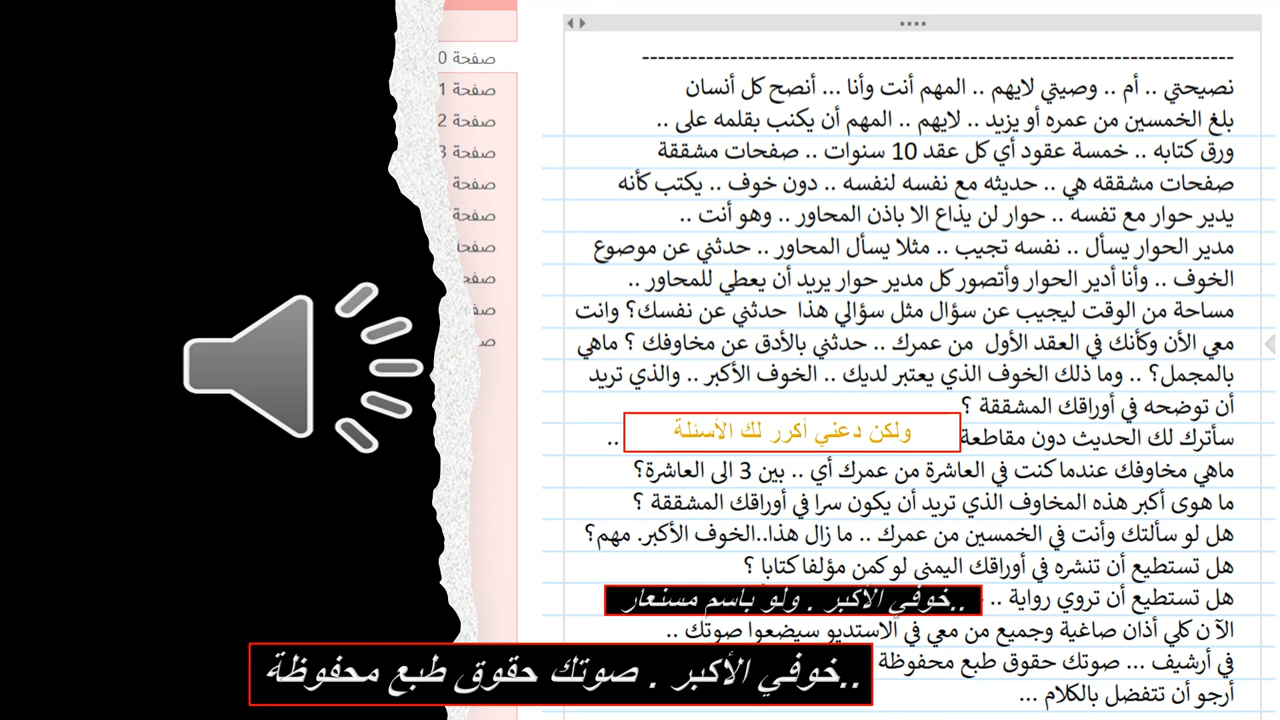 صفحة 0
صفحة 1
صفحة 2
صفحة 3
صفحة
صفحة
صفحة
نصيحتي .. أم .. وصيتي لايهم .. المهم أنت وأنا ... أنصح كل أنسان
بلغ الخمسين من عمره أو يزيد .. لايهم .. المهم أن يكنب بقلمه على ..
ورق كتابه .. خمسة عقود أي كل عقد 10 سنوات .. صفحات مشققة
صفحات مشققه هي .. حديثه مع نفسه لنفسه .. دون خوف .. يكتب كأنه
يدير حوار مع تفسه .. حوار لن يذاع الا باذن المحاور .. وهو أنت ..
مدير الحوار يسأل .. نفسه تجيب .. مثلا يسأل المحاور .. حدثني عن موصوع
الخوف .. وأنا أدير الحوار وأتصور كل مدير حوار يريد أن يعطي للمحاور ..
مساحة من الوقت ليجيب عن سؤال مثل سؤالي هذا حدثني عن نفسك؟ وانت
معي الأن وكأنك في العقد الأول من عمرك .. حدثني بالأدق عن مخاوفك ؟ ماهي
بالمجمل؟ .. وما ذلك الخوف الذي يعتبر لديك .. الخوف الأكبر .. والذي تريد
أن توضحه في أوراقك المشققة ؟
سأترك لك الحديث دون مقاطعة ولكن دعني أكرر لك الأسئلة ..
ماهي مخاوفك عندما كنت في العاشرة من عمرك أي .. بين 3 الى العاشرة؟
ما هوى أكبر هذه المخاوف الذي تريد أن يكون سرا في أوراقك المشققة ؟
هل لو سألتك وأنت في الخمسين من عمرك .. ما زال هذا..الخوف الأكبر. مهم؟
هل تستطيع أن تنشره في أوراقك اليمنى لو كمن مؤلفا كتابا ؟
هل تستطيع أن تروي رواية .. ..خوفي الأكبر . ولو باسم مسنعار
الآ ن كلي أذان صاغية وجميع من معي في الاستديو سيضعوا صوتك ..
في أرشيف ... صوتك حقوق طبع محفوظة
..خوفي الأكبر . صوتك حقوق طبع محفوظة
أرجو أن تتفضل بالكلام ...